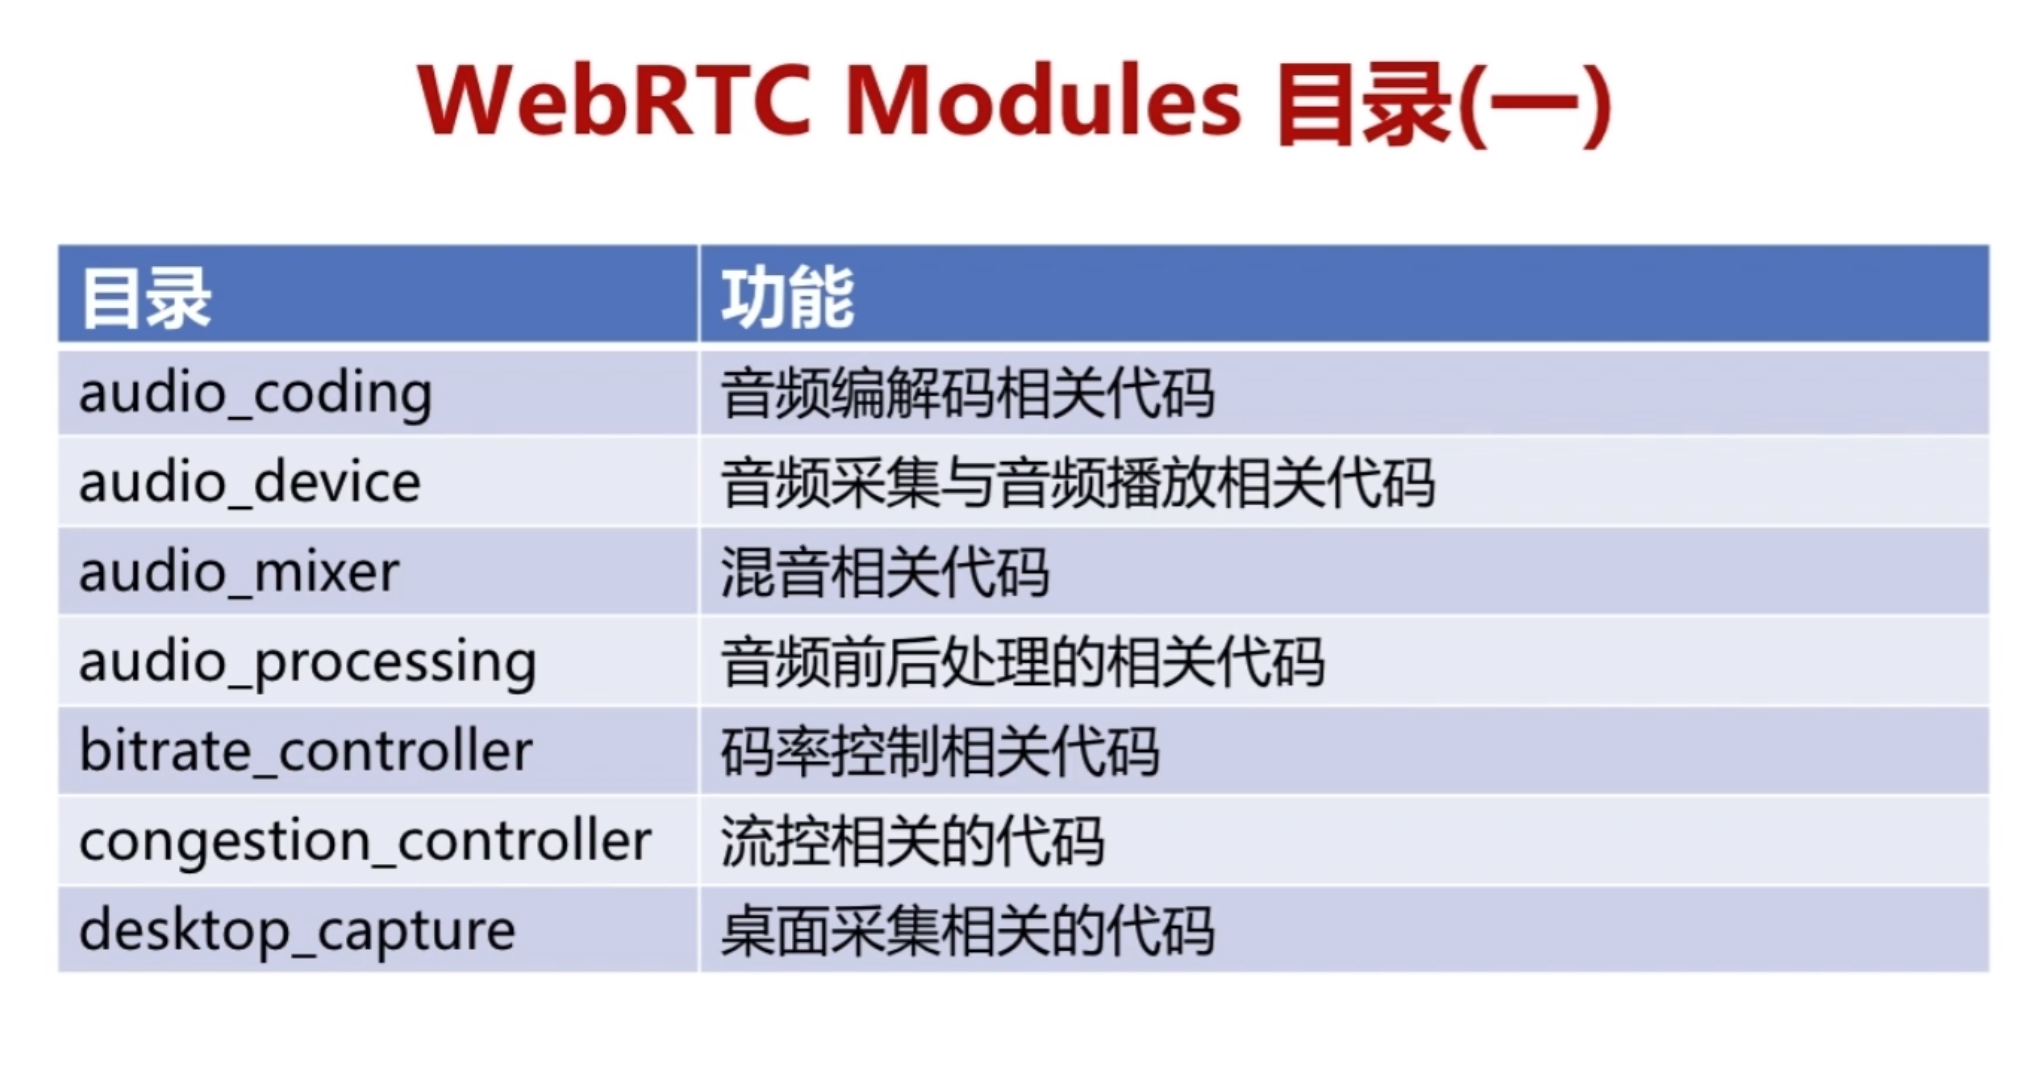 WebRTC Modules 目录(一)
目录 功能
audio_coding 音频编解码相关代码
audio_device 音频采集与音频播放相关代码
audio_mixer 混音相关代码
audio_processing 音频前后处理的相关代码
bitrate_controller 码率控制相关代码
congestion_controller 流控相关的代码
desktop_capture 桌面采集相关的代码